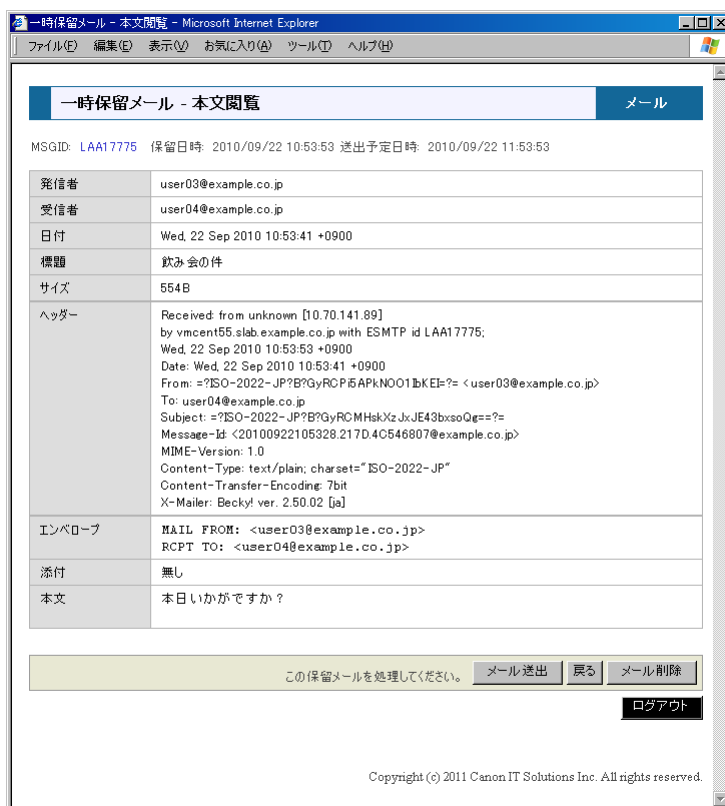 一時保留メール - 本文閲覧 - Microsoft Internet Explorer
ファイル(F) 編集(E) 表示(V) お気に入り(A) ツール(T) ヘルプ(H)
一時保留メール - 本文閲覧 メール
MSGID: LAA17775 保留日時: 2010/09/22 10:53:53 送出予定日時: 2010/09/22 11:53:53
発信者 user03@example.co.jp
受信者 user04@example.co.jp
日付 Wed, 22 Sep 2010 10:53:41 +0900
標題 飲み会の件
サイズ 554B
ヘッダー Received: from unknown [10.70.141.89]
by vmcent55.slab.example.co.jp with ESMTP id LAA17775;
Wed, 22 Sep 2010 10:53:53 +0900
Date: Wed, 22 Sep 2010 10:53:41 +0900
From: =?ISO-2022-JP?B?GyRCPi5APkNOO1IbKEI=?= <user03@example.co.jp>
To: user04@example.co.jp
Subject: =?ISO-2022-JP?B?GyRCMHskXzJxJE43bxsoQg==?=
Message-Id: <20100922105328.217D.4C546807@example.co.jp>
MIME-Version: 1.0
Content-Type: text/plain; charset="ISO-2022-JP"
Content-Transfer-Encoding: 7bit
X-Mailer: Becky! ver. 2.50.02 [ja]
エンベロープ MAIL FROM: <user03@example.co.jp>
RCPT TO: <user04@example.co.jp>
添付 無し
本文 本日いかがですか？
この保留メールを処理してください。 メール送出 戻る メール削除
ログアウト
Copyright (c) 2011 Canon IT Solutions Inc. All rights reserved.